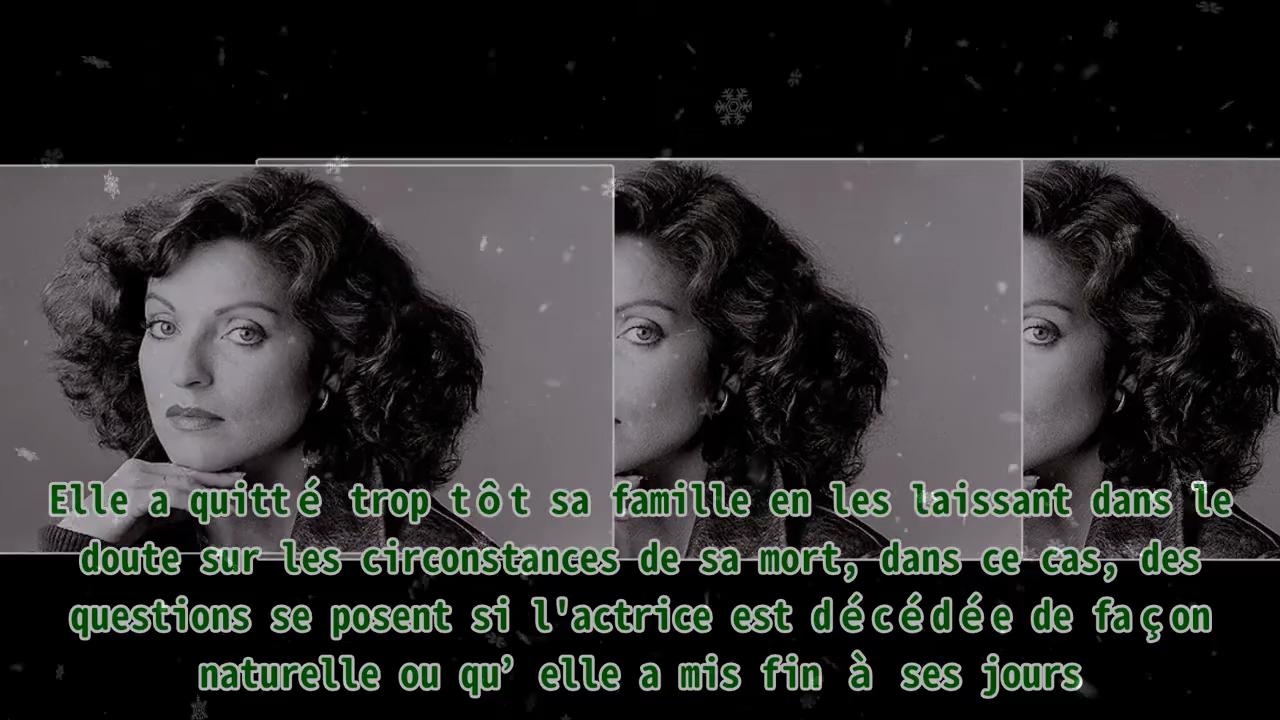 Elle a quitté trop tôt sa famille en les laissant dans le
doute sur les circonstances de sa mort, dans ce cas, des
questions se posent si l'actrice est décédée de façon
naturelle ou qu’ elle a mis fin à ses jours